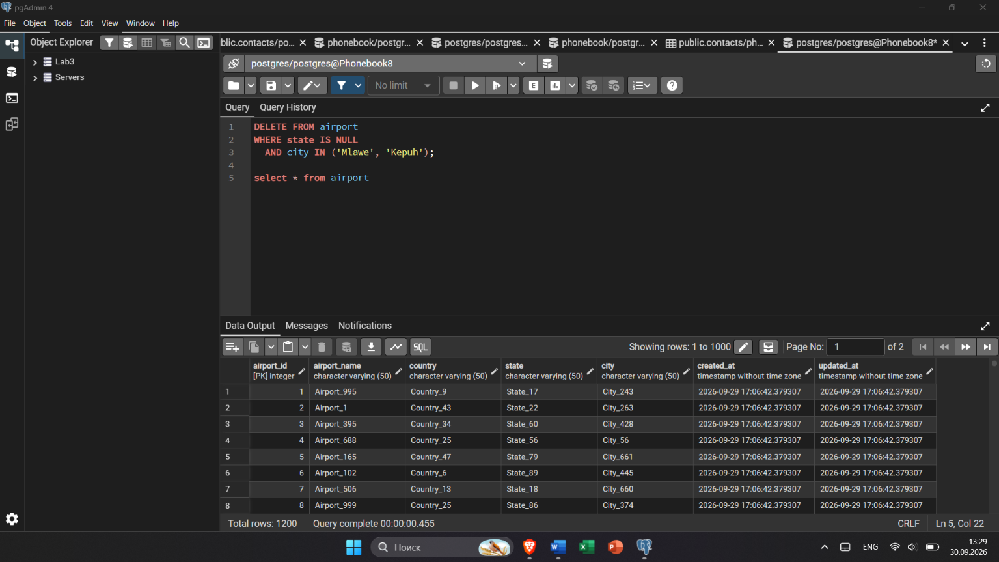 pgAdmin 4
File Object Tools Edit View Window Help
Object Explorer
blic.contacts/po... phonebook/postgr... postgres/postgres... phonebook/postgr... public.contacts/ph... postgres/postgres@Phonebook8*
Lab3
Servers
postgres/postgres@Phonebook8
No limit
Query Query History
1 DELETE FROM airport
2 WHERE state IS NULL
3 AND city IN ('Mlawe', 'Kepuh');
4
5 select * from airport
Data Output Messages Notifications
SQL Showing rows: 1 to 1000 Page No: 1 of 2
airport_id airport_name country state city created_at updated_at
[PK] integer character varying (50) character varying (50) character varying (50) character varying (50) timestamp without time zone timestamp without time zone
1 1 Airport_995 Country_9 State_17 City_243 2026-09-29 17:06:42.379307 2026-09-29 17:06:42.379307
2 2 Airport_1 Country_43 State_22 City_263 2026-09-29 17:06:42.379307 2026-09-29 17:06:42.379307
3 3 Airport_395 Country_34 State_60 City_428 2026-09-29 17:06:42.379307 2026-09-29 17:06:42.379307
4 4 Airport_688 Country_25 State_56 City_56 2026-09-29 17:06:42.379307 2026-09-29 17:06:42.379307
5 5 Airport_165 Country_47 State_79 City_661 2026-09-29 17:06:42.379307 2026-09-29 17:06:42.379307
6 6 Airport_102 Country_6 State_89 City_445 2026-09-29 17:06:42.379307 2026-09-29 17:06:42.379307
7 7 Airport_506 Country_13 State_18 City_660 2026-09-29 17:06:42.379307 2026-09-29 17:06:42.379307
8 8 Airport_999 Country_25 State_86 City_374 2026-09-29 17:06:42.379307 2026-09-29 17:06:42.379307
Total rows: 1200 Query complete 00:00:00.455 CRLF Ln 5, Col 22
Поиск ENG 13:29
30.09.2026